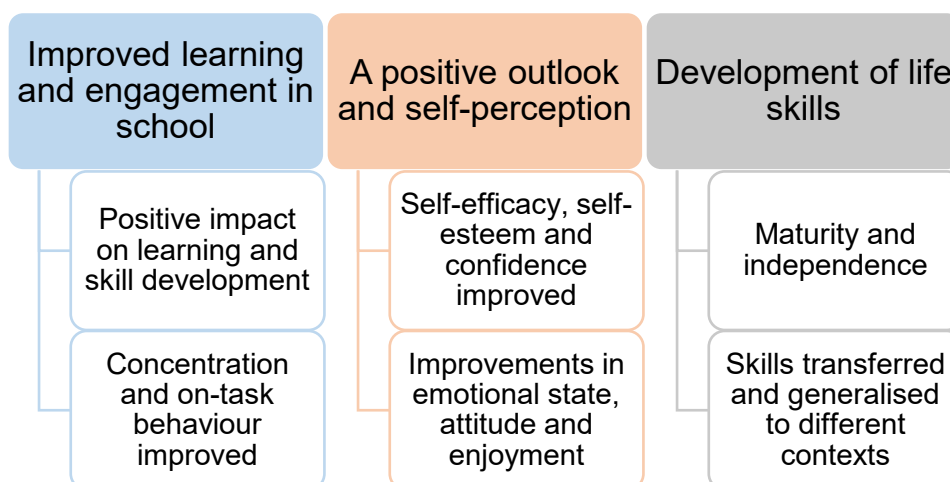 Improved learning
and engagement in
school
A positive outlook
and self-perception
Development of life
skills
Positive impact
on learning and
skill development
Self-efficacy, self-
esteem and
confidence
improved
Maturity and
independence
Concentration
and on-task
behaviour
improved
Improvements in
emotional state,
attitude and
enjoyment
Skills transferred
and generalised
to different
contexts